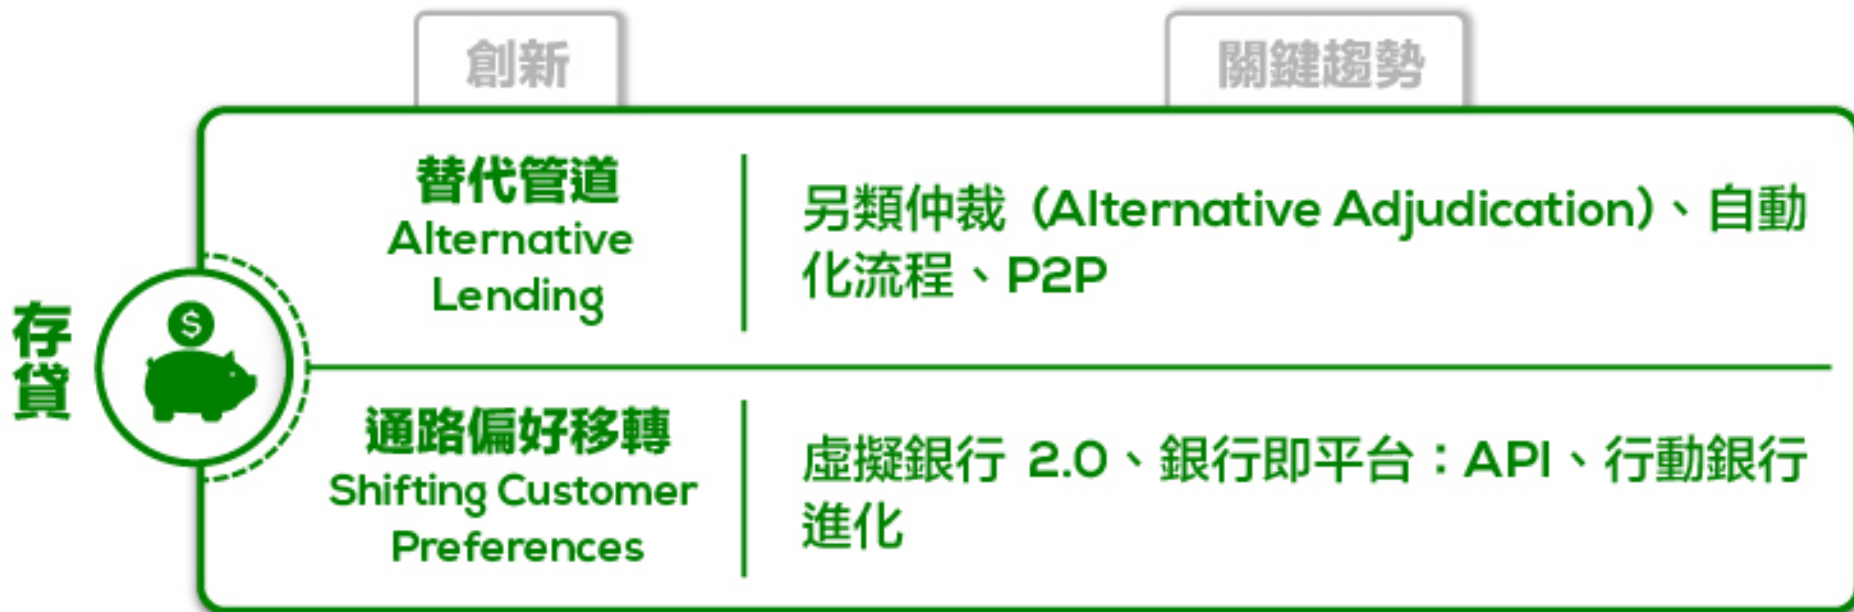 創新
關鍵趨勢
存貸
$
替代管道
Alternative
Lending
另類仲裁 (Alternative Adjudication)、自動
化流程、P2P
通路偏好移轉
Shifting Customer
Preferences
虛擬銀行 2.0、銀行即平台：API、行動銀行
進化